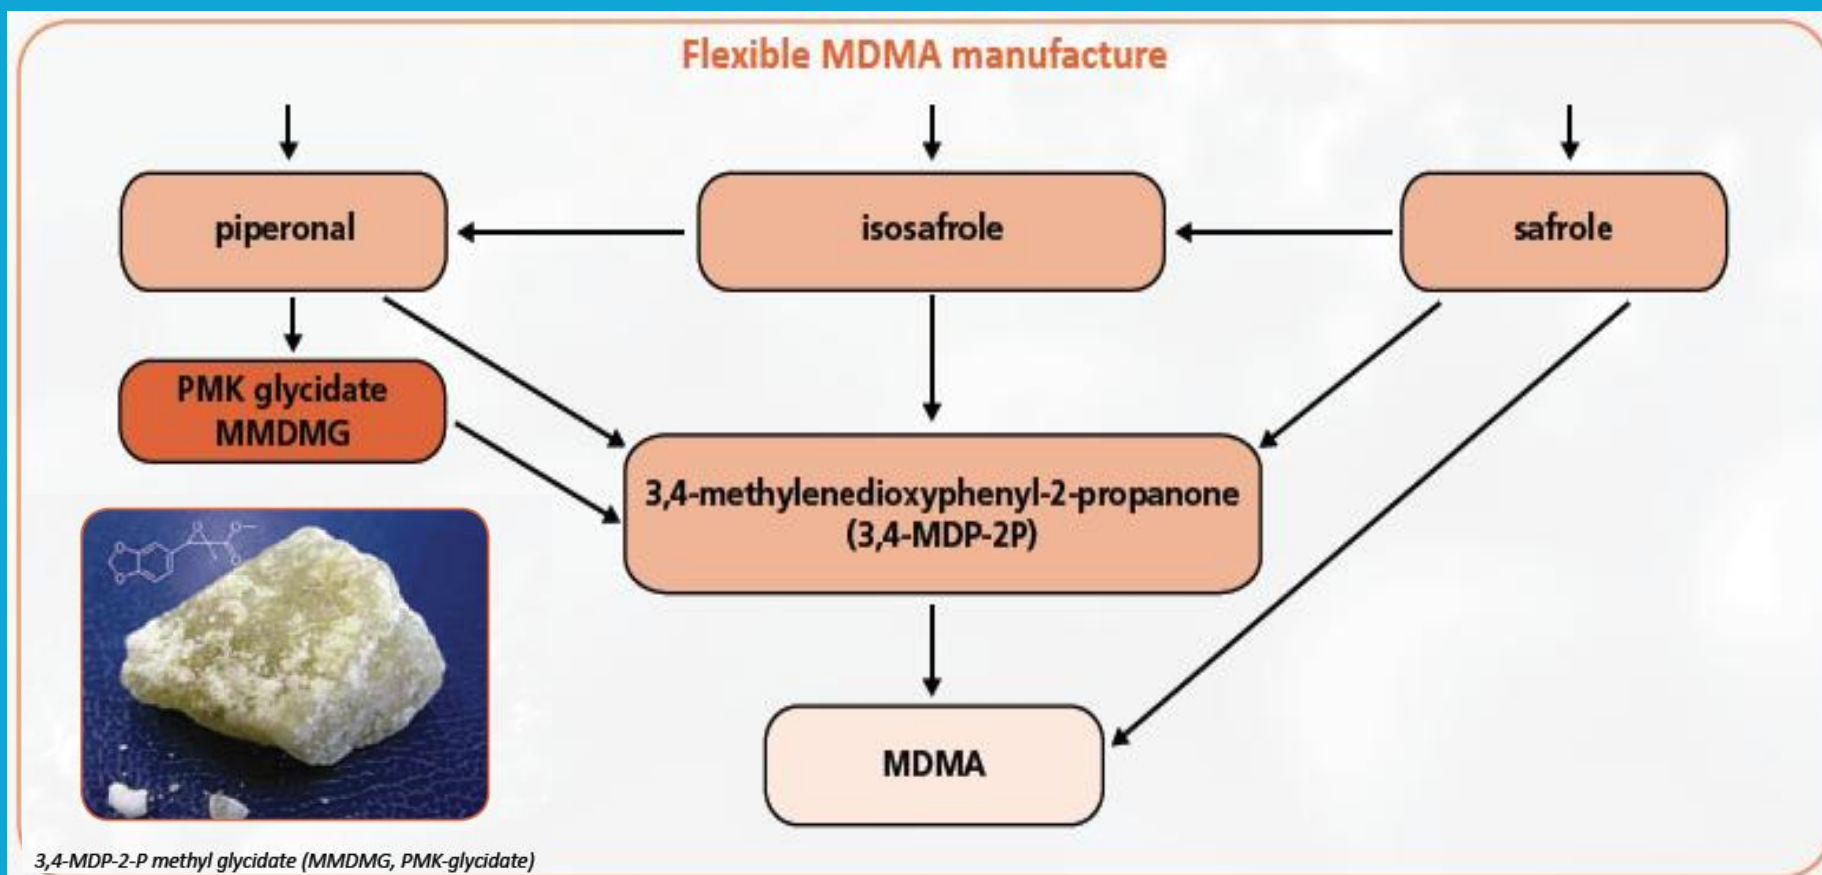 Flexible MDMA manufacture
piperonal
isosafrole
safrole
PMK glycidate
MMDMG
3,4-methylenedioxyphenyl-2-propanone
(3,4-MDP-2P)
MDMA
O
O
O
O
O
3,4-MDP-2-P methyl glycidate (MMDMG, PMK-glycidate)